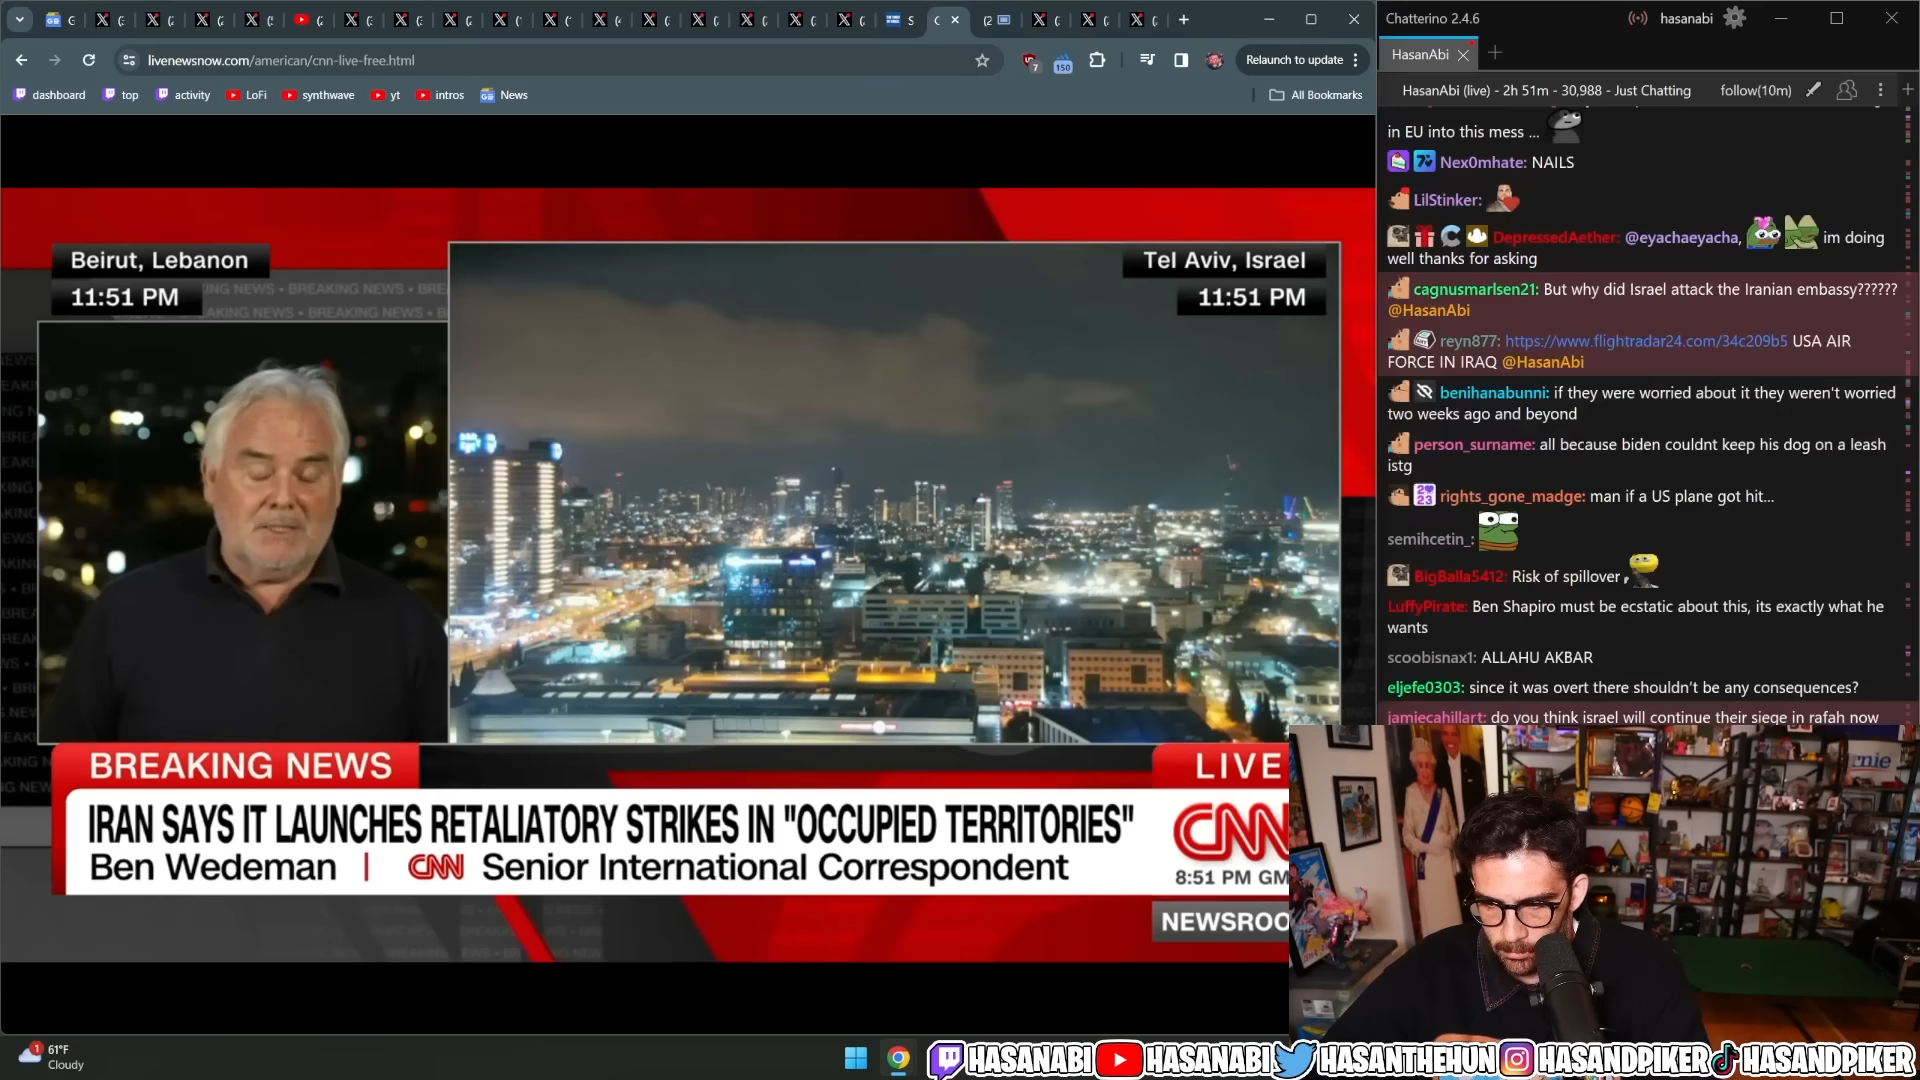 livenewsnow.com/american/cnn-live-free.html
Relaunch to update
dashboard
top
activity
LoFi
synthwave
yt
intros
News
All Bookmarks
Beirut, Lebanon
11:51 PM
Tel Aviv, Israel
11:51 PM
BREAKING NEWS
LIVE
IRAN SAYS IT LAUNCHES RETALIATORY STRIKES IN "OCCUPIED TERRITORIES"
Ben Wedeman | CNN Senior International Correspondent
CNN
8:51 PM GM
NEWSROO
Chatterino 2.4.6
hasanabi
HasanAbi
HasanAbi (live) - 2h 51m - 30,988 - Just Chatting
follow(10m)
in EU into this mess ...
Nex0mhate: NAILS
LilStinker:
DepressedAether: @eyachaeyacha, im doing
well thanks for asking
cagnusmarlsen21: But why did Israel attack the Iranian embassy??????
@HasanAbi
reyn877: https://www.flightradar24.com/34c209b5 USA AIR
FORCE IN IRAQ @HasanAbi
benihanabunni: if they were worried about it they weren't worried
two weeks ago and beyond
person_surname: all because biden couldnt keep his dog on a leash
istg
rights_gone_madge: man if a US plane got hit...
semihcetin_:
BigBalla5412: Risk of spillover
LuffyPirate: Ben Shapiro must be ecstatic about this, its exactly what he
wants
scoobisnax1: ALLAHU AKBAR
eljefe0303: since it was overt there shouldn't be any consequences?
jamiecahillart: do you think israel will continue their siege in rafah now
61°F
Cloudy
HASANABI
HASANABI
HASANTHEHUN
HASANDPIKER
HASANDPIKER